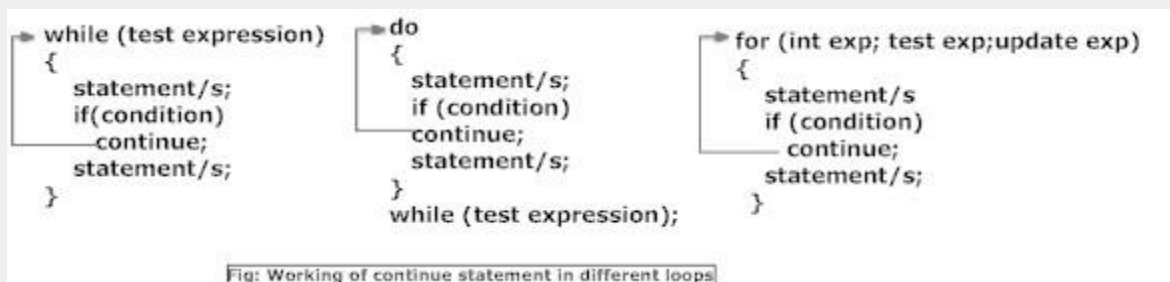 while (test expression)
{
statement/s;
if(condition)
continue;
statement/s;
}
do
{
statement/s;
if (condition)
continue;
statement/s;
}
while (test expression);
for (int exp; test exp;update exp)
{
statement/s
if (condition)
continue;
statement/s;
}
Fig: Working of continue statement in different loops